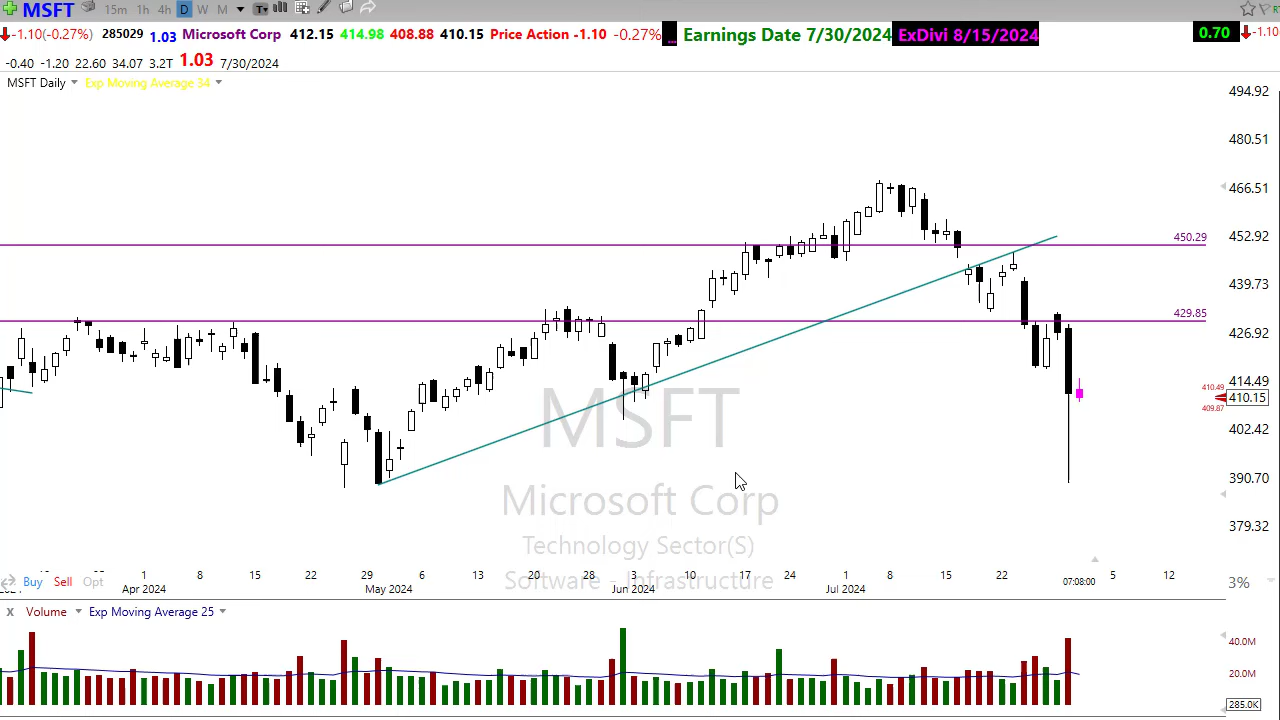 MSFT 15m 1h 4h D W M
-1.10(-0.27%) 285029 1.03 Microsoft Corp 412.15 414.98 408.88 410.15 Price Action -1.10 -0.27% ... Earnings Date 7/30/2024 ExDivi 8/15/2024 0.70 -1.10
-0.40 -1.20 22.60 34.07 3.2T 1.03 7/30/2024
MSFT Daily Exp Moving Average 34
494.92
480.51
466.51
452.92
450.29
439.73
429.85
426.92
414.49
410.49
410.15
409.87
402.42
390.70
379.32
MSFT
Microsoft Corp
Technology Sector(S)
Software - Infrastructure
1 8 15 22 29 6 13 20 28 3 10 17 24 1 8 15 22 07:08:00 5 12
Apr 2024 May 2024 Jun 2024 Jul 2024
Buy Sell Opt 3%
X Volume Exp Moving Average 25
40.0M
20.0M
285.0K